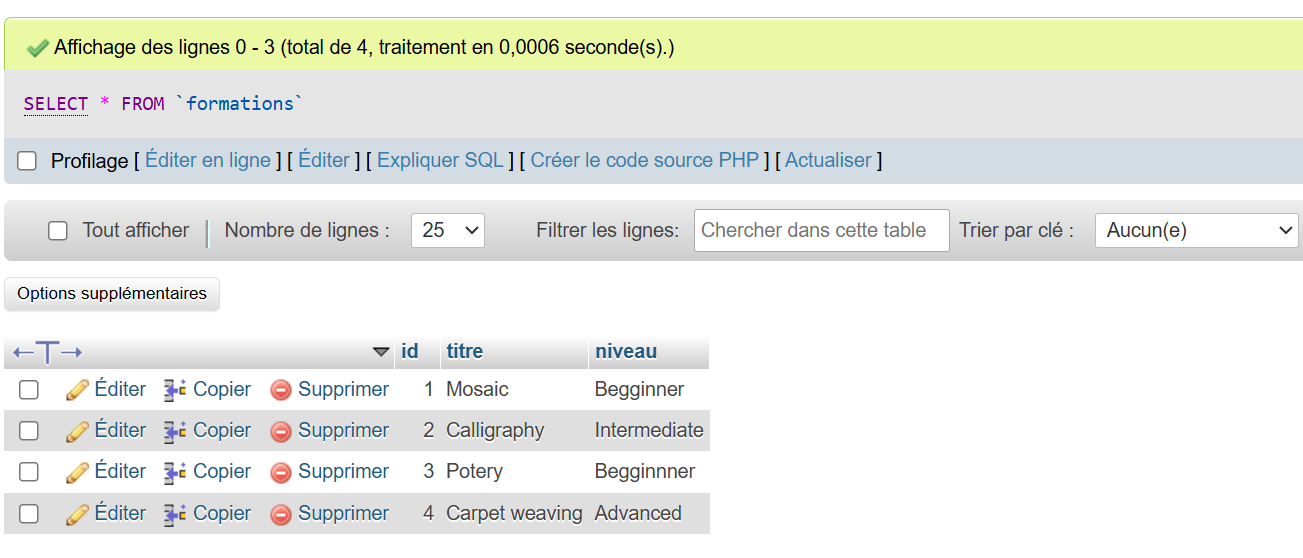 Affichage des lignes 0 - 3 (total de 4, traitement en 0,0006 seconde(s).)
SELECT * FROM `formations`
Profilage [ Éditer en ligne ] [ Éditer ] [ Expliquer SQL ] [ Créer le code source PHP ] [ Actualiser ]
Tout afficher Nombre de lignes : 25 Filtrer les lignes: Chercher dans cette table Trier par clé : Aucun(e)
Options supplémentaires
id titre niveau
Éditer Copier Supprimer 1 Mosaic Begginner
Éditer Copier Supprimer 2 Calligraphy Intermediate
Éditer Copier Supprimer 3 Potery Begginnner
Éditer Copier Supprimer 4 Carpet weaving Advanced